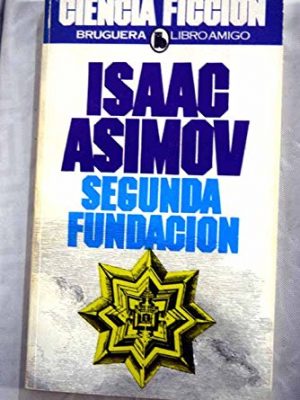 CIENCIA FICCION
BRUGUERA LIBRO AMIGO
ISAAC
ASIMOV
SEGUNDA
FUNDACION